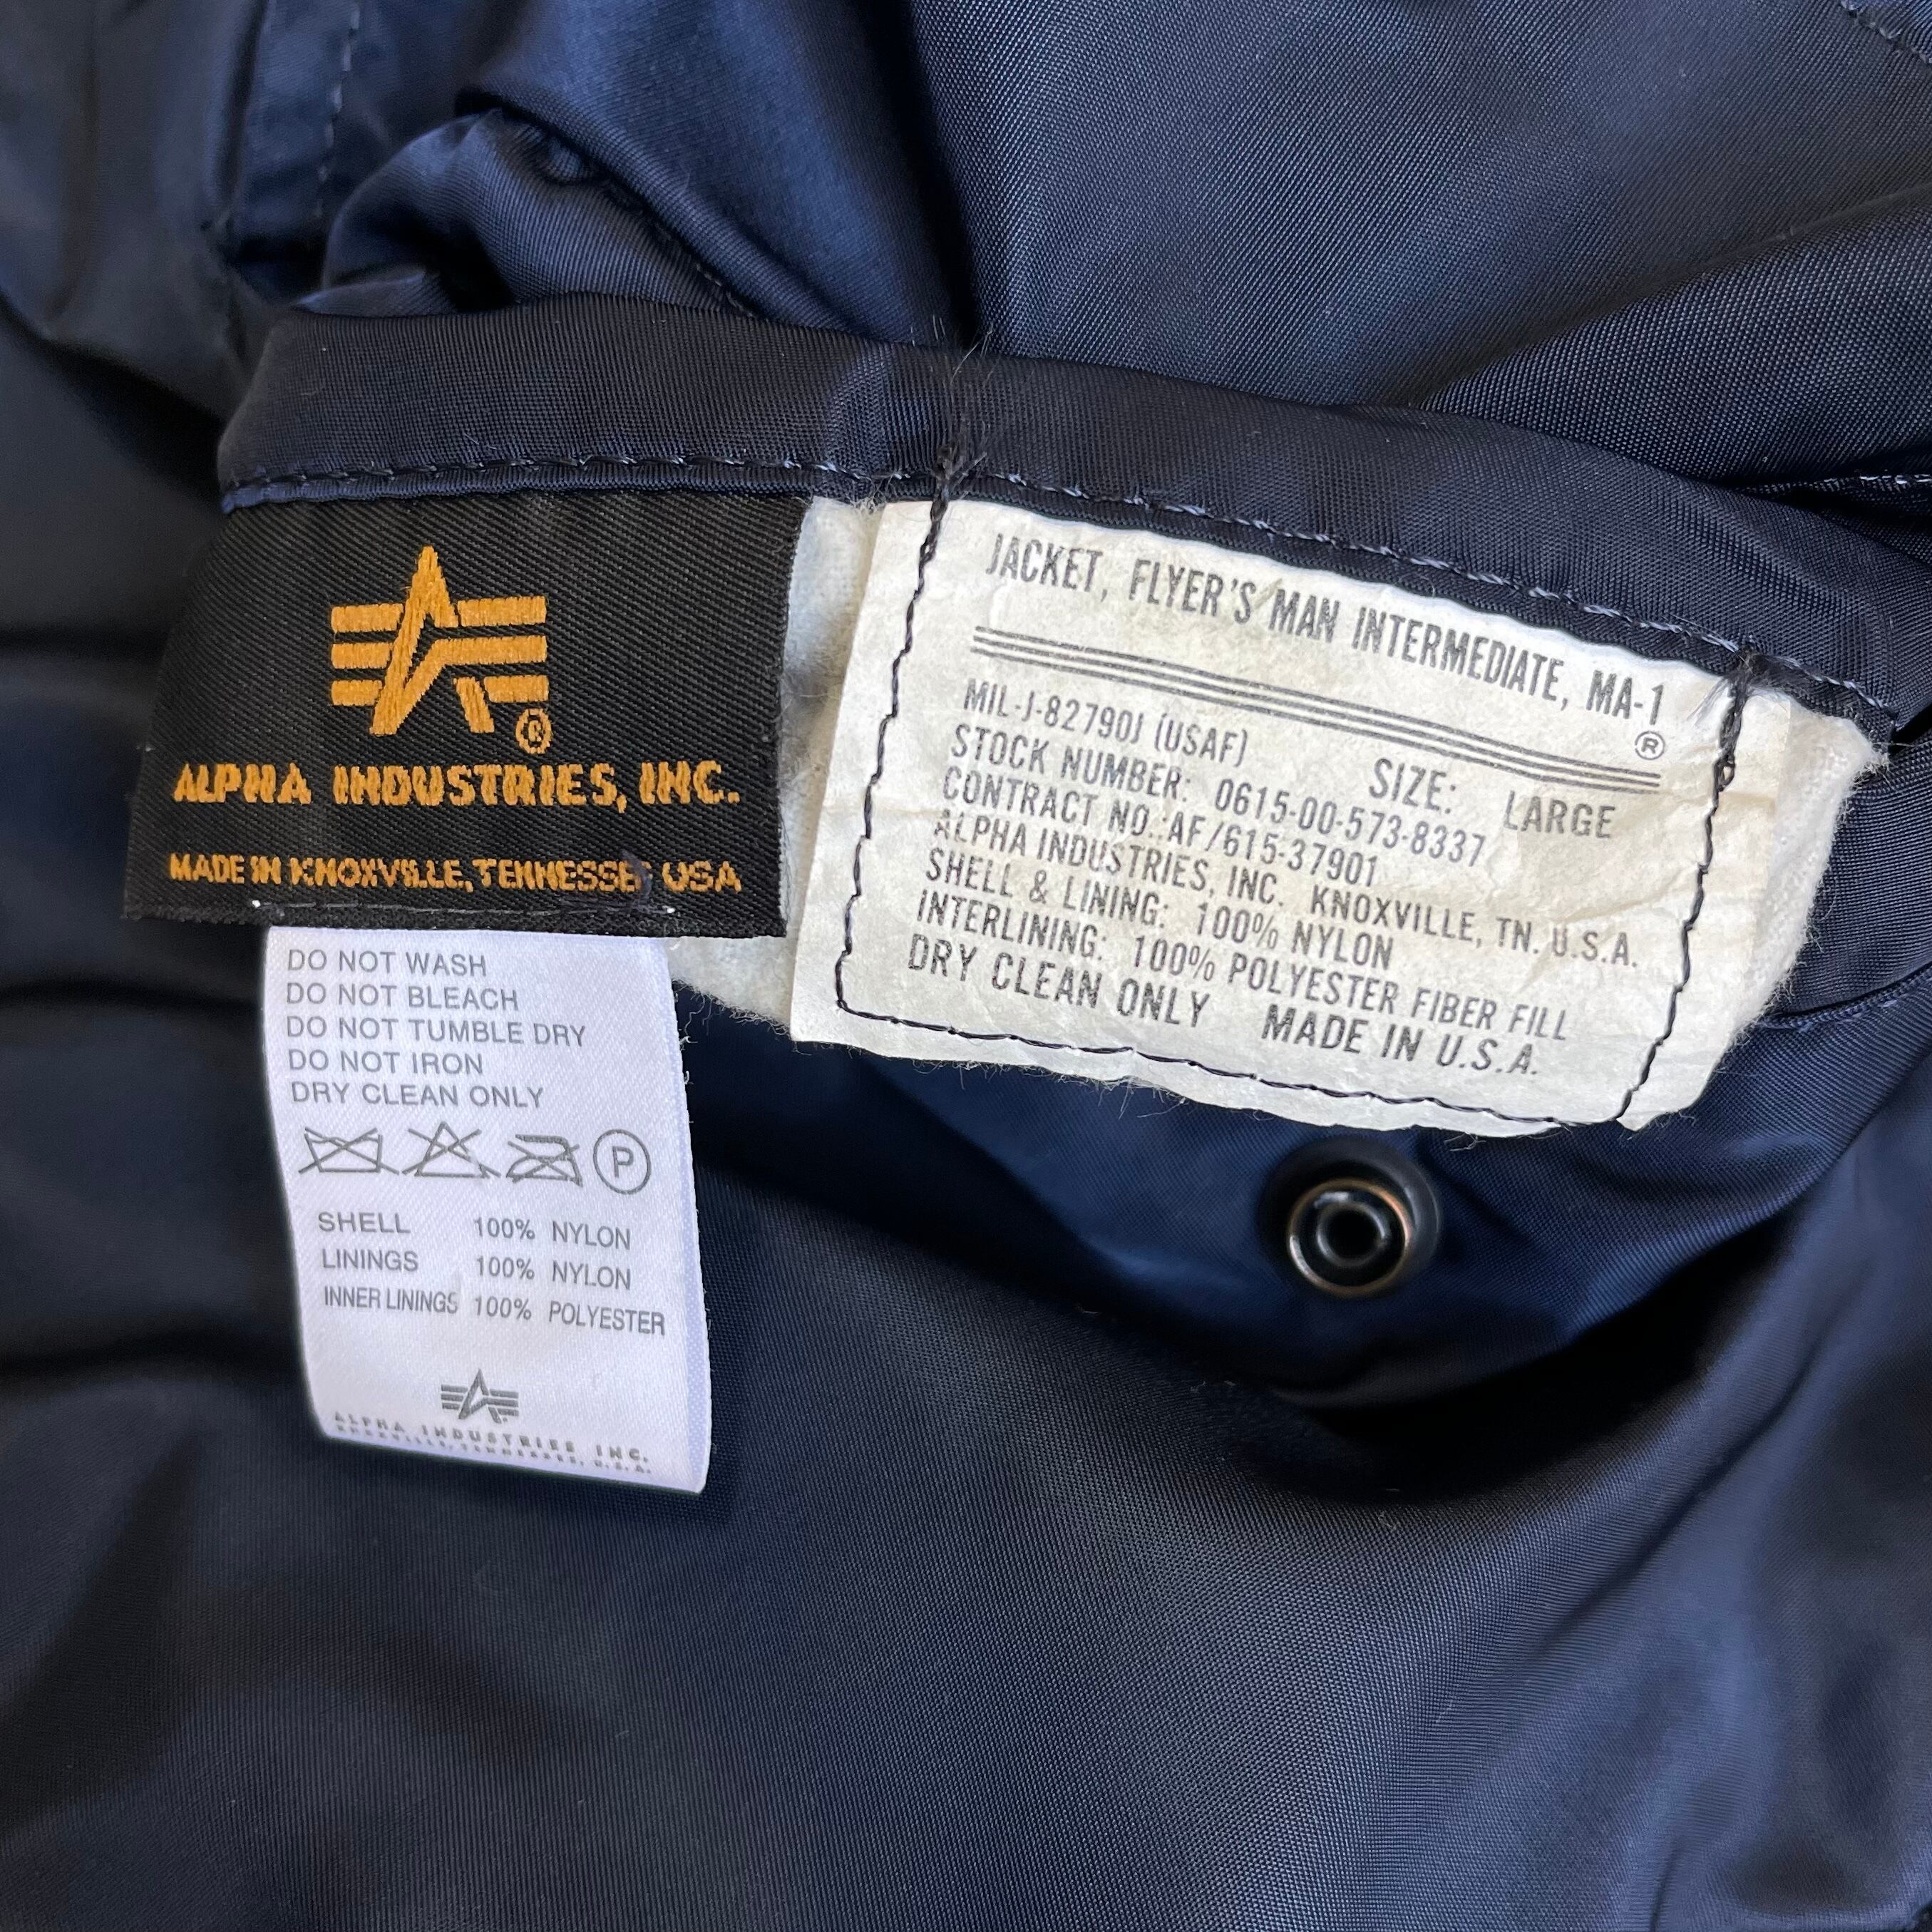 ®
ALPHA INDUSTRIES, INC.
MADE IN KNOXVILLE, TENNESSEE USA
DO NOT WASH
DO NOT BLEACH
DO NOT TUMBLE DRY
DO NOT IRON
DRY CLEAN ONLY
P
SHELL 100% NYLON
LININGS 100% NYLON
INNER LININGS 100% POLYESTER
ALPHA INDUSTRIES INC.
KNOXVILLE, TENNESSEE, U.S.A.
JACKET, FLYER'S MAN INTERMEDIATE, MA-1
®
MIL-J-82790J (USAF) SIZE: LARGE
STOCK NUMBER: 0615-00-573-8337
CONTRACT NO.:AF/615-37901
ALPHA INDUSTRIES, INC. KNOXVILLE, TN. U.S.A.
SHELL & LINING: 100% NYLON
INTERLINING: 100% POLYESTER FIBER FILL
DRY CLEAN ONLY MADE IN U.S.A.